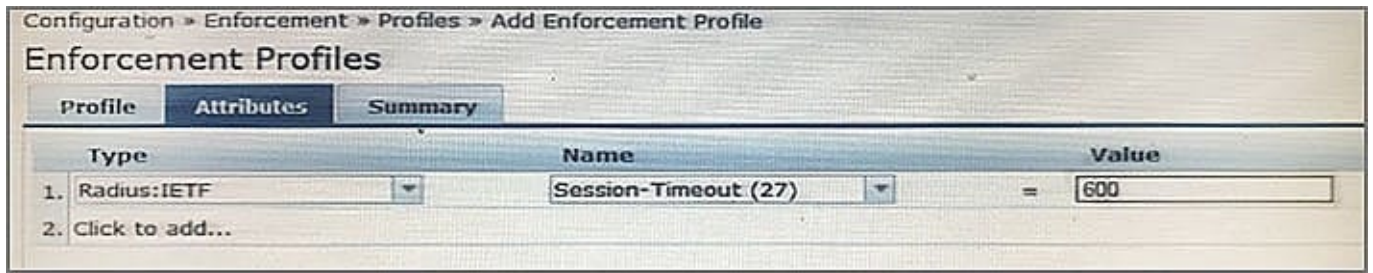 Configuration » Enforcement » Profiles » Add Enforcement Profile
Enforcement Profiles
Profile Attributes Summary
Type Name Value
1. Radius:IETF Session-Timeout (27) = 600
2. Click to add...